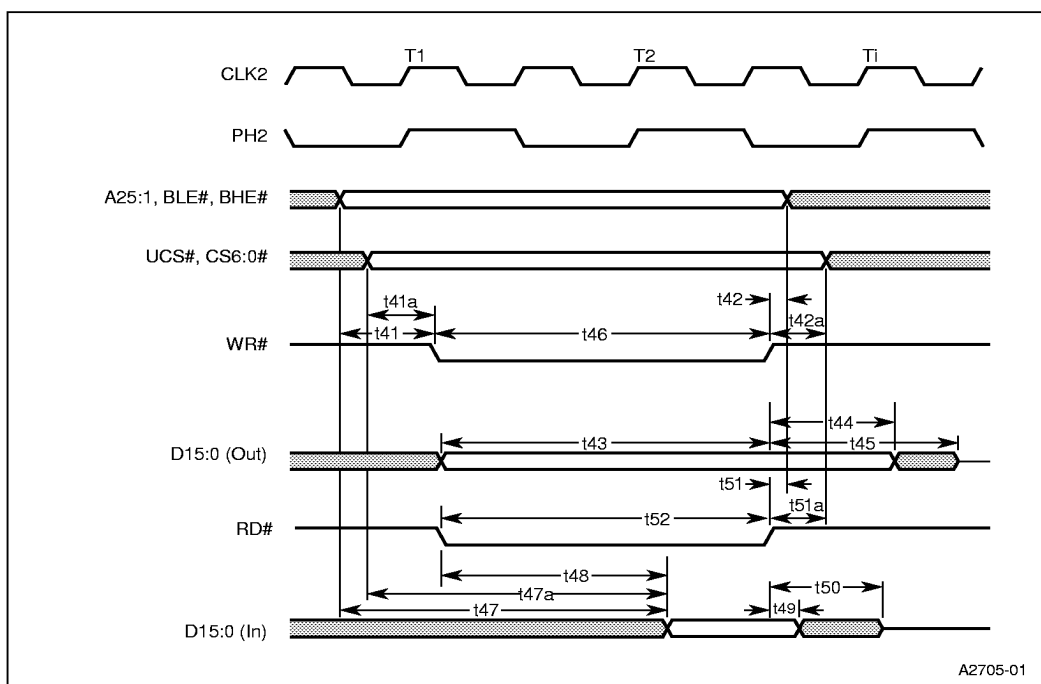 T1 T2 Ti
CLK2
PH2
A25:1, BLE#, BHE#
UCS#, CS6:0#
t41a t42 t42a
t41 t46
WR#
t44
t43 t45
D15:0 (Out)
t51 t51a
t52
RD#
t48
t47a t50
t47 t49
D15:0 (In)
A2705-01